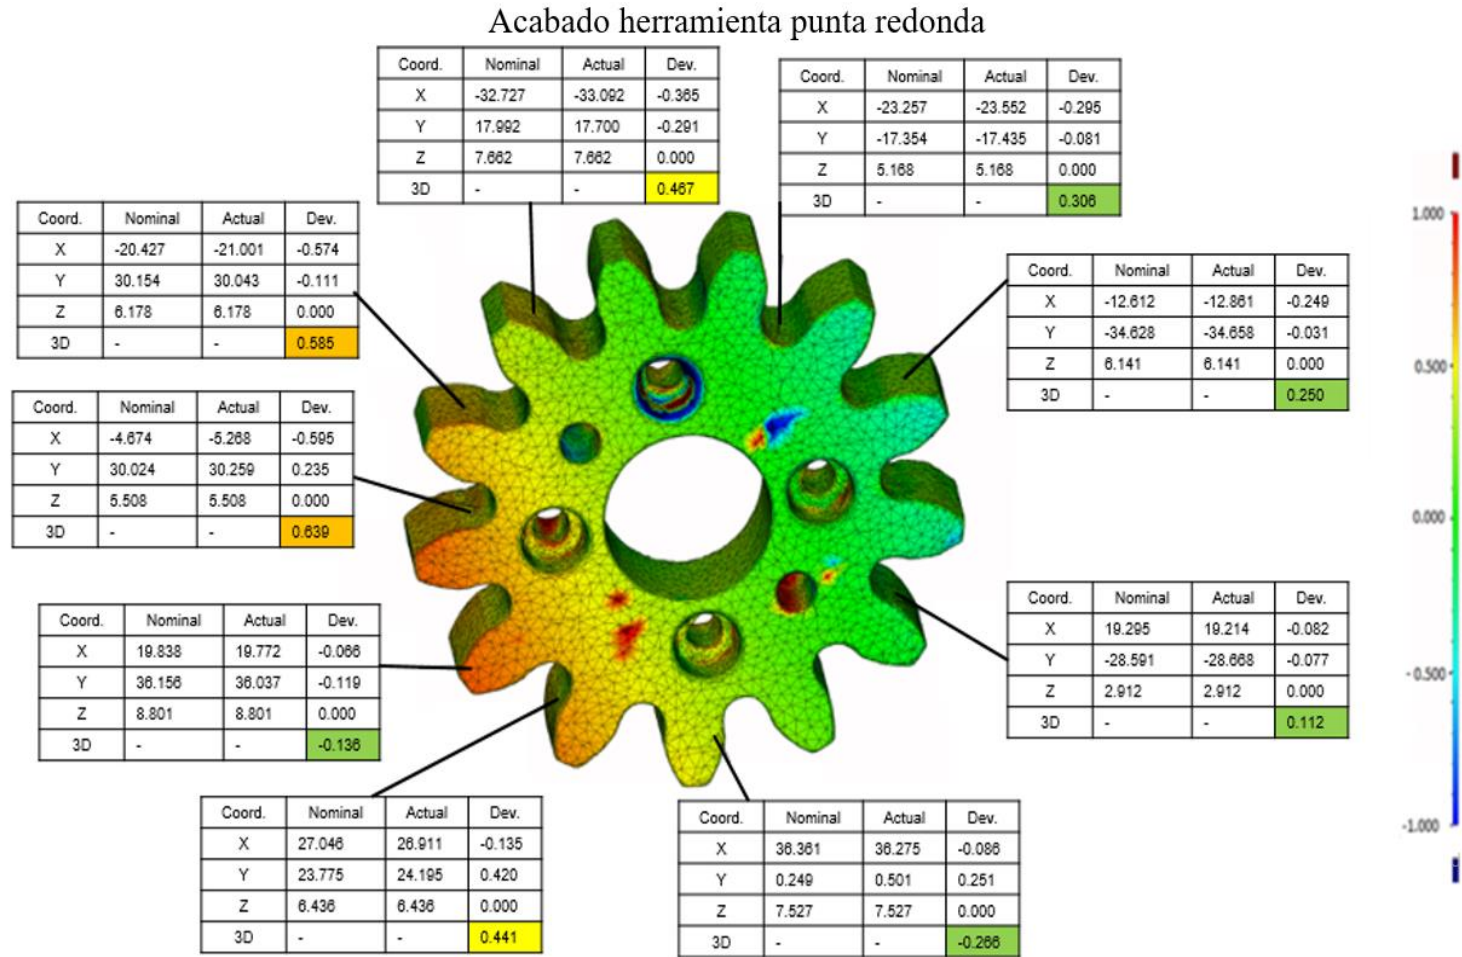 Acabado herramienta punta redonda
Coord. Nominal Actual Dev.
X -32.727 -33.092 -0.365
Y 17.992 17.700 -0.291
Z 7.662 7.662 0.000
3D - - 0.467
Coord. Nominal Actual Dev.
X -23.257 -23.552 -0.295
Y -17.354 -17.435 -0.081
Z 5.168 5.168 0.000
3D - - 0.306
Coord. Nominal Actual Dev.
X -20.427 -21.001 -0.574
Y 30.154 30.043 -0.111
Z 6.178 6.178 0.000
3D - - 0.585
Coord. Nominal Actual Dev.
X -12.612 -12.861 -0.249
Y -34.628 -34.658 -0.031
Z 6.141 6.141 0.000
3D - - 0.250
Coord. Nominal Actual Dev.
X -4.674 -5.268 -0.595
Y 30.024 30.259 0.235
Z 5.508 5.508 0.000
3D - - 0.639
Coord. Nominal Actual Dev.
X 19.838 19.772 -0.066
Y 36.156 36.037 -0.119
Z 8.801 8.801 0.000
3D - - -0.136
Coord. Nominal Actual Dev.
X 19.295 19.214 -0.082
Y -28.591 -28.668 -0.077
Z 2.912 2.912 0.000
3D - - 0.112
Coord. Nominal Actual Dev.
X 27.046 26.911 -0.135
Y 23.775 24.195 0.420
Z 6.436 6.436 0.000
3D - - 0.441
Coord. Nominal Actual Dev.
X 36.361 36.275 -0.086
Y 0.249 0.501 0.251
Z 7.527 7.527 0.000
3D - - -0.266
1.000
0.500
0.000
-0.500
-1.000